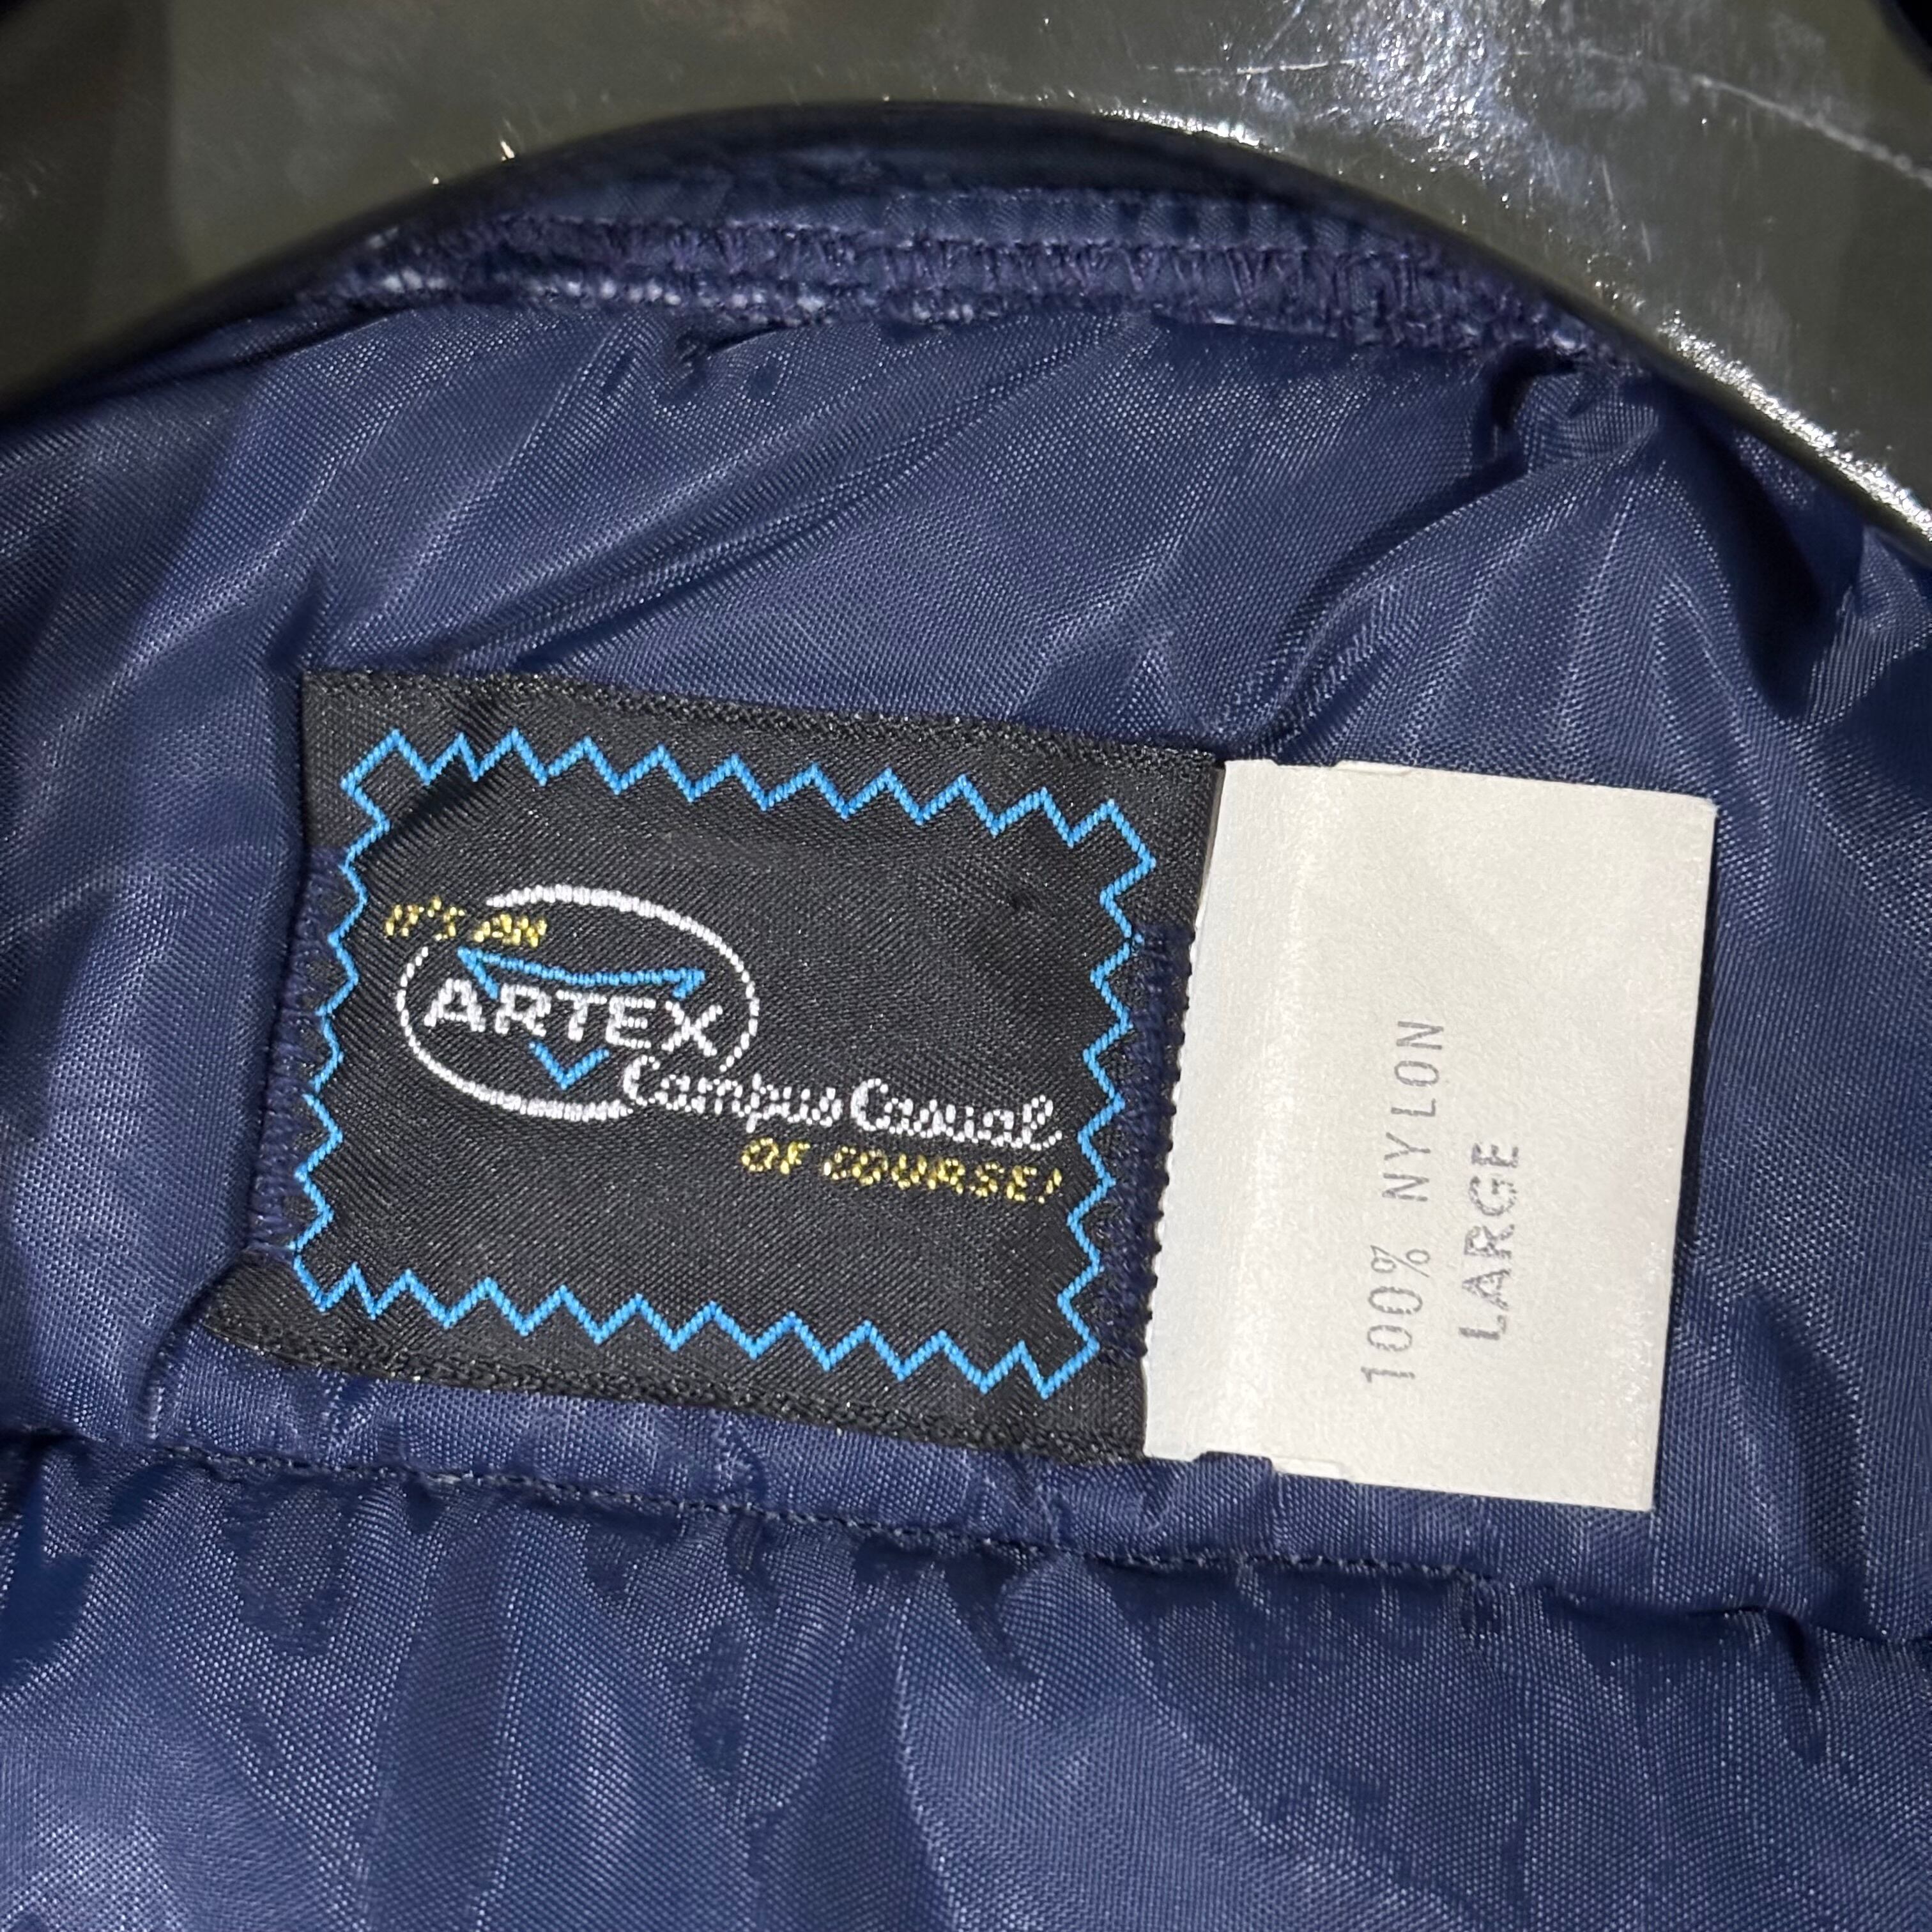 IT'S AN
ARTEX
Campus Casual
OF COURSE!
100% NYLON
LARGE